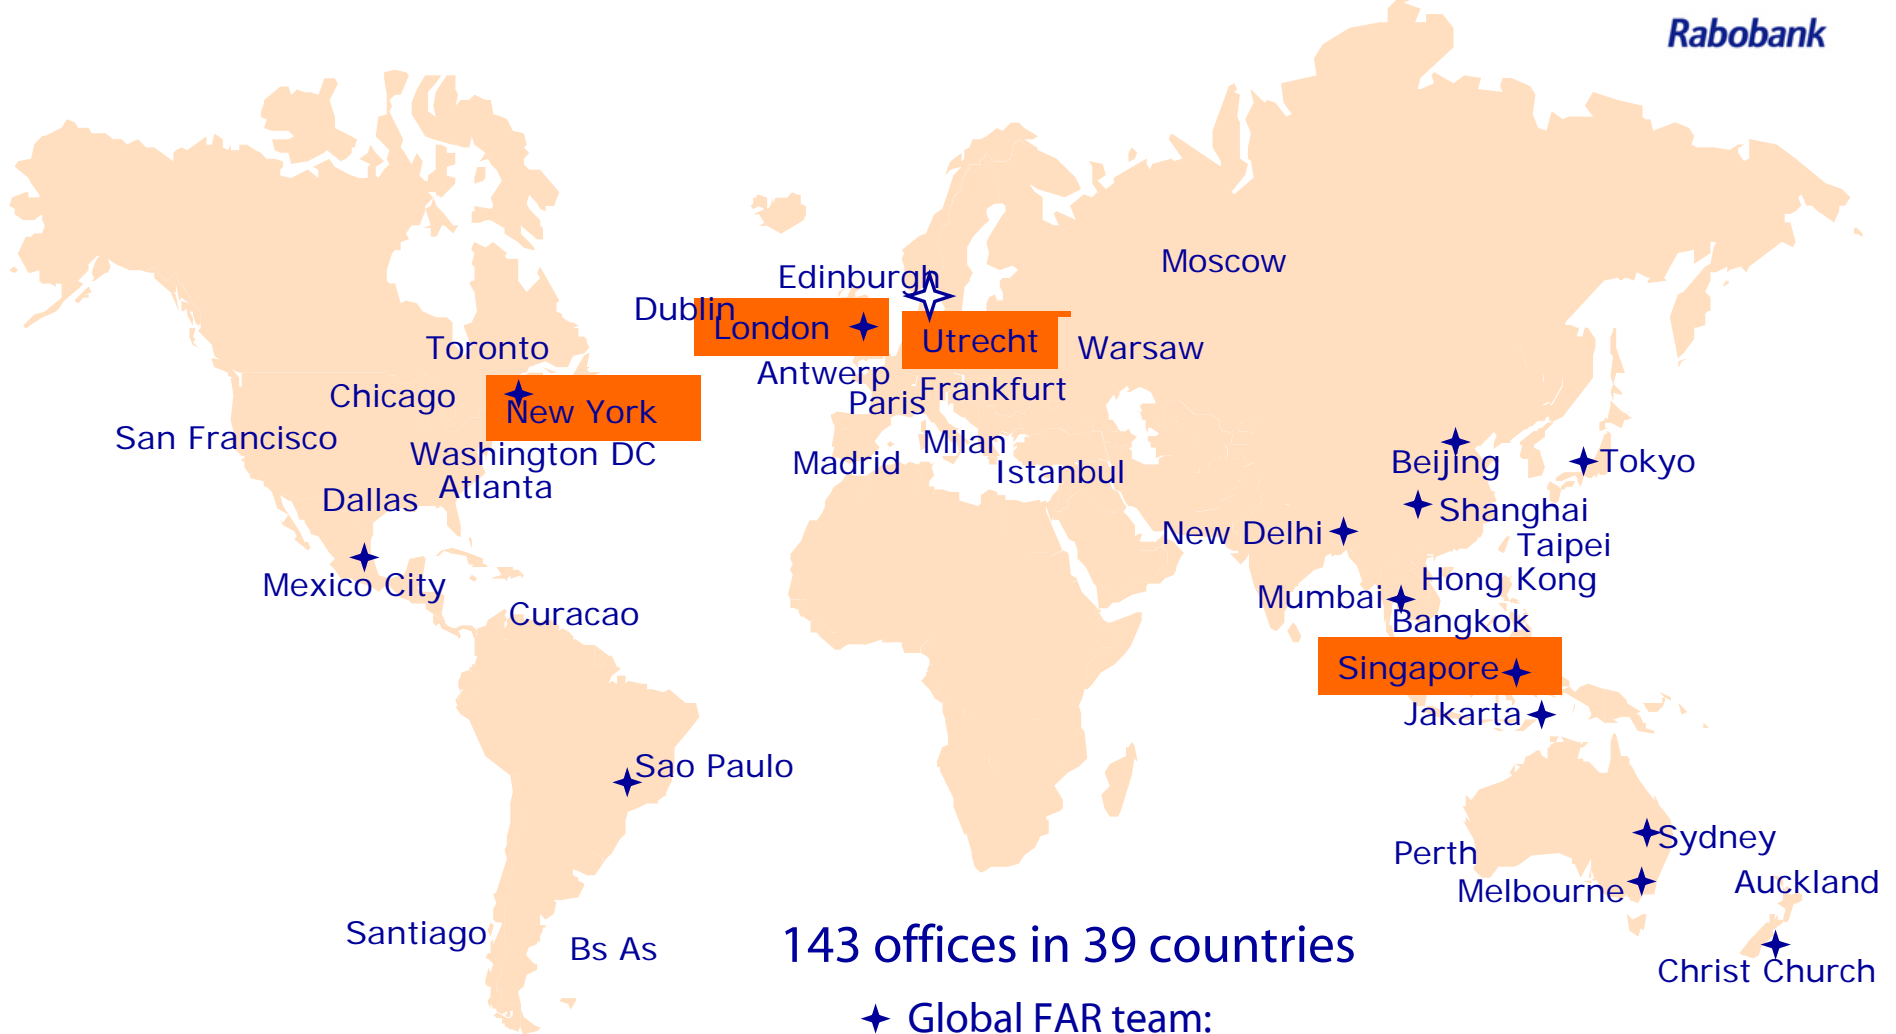 Rabobank
Moscow
Edinburgh
Dublin
London
Utrecht
Toronto
Warsaw
Antwerp
Frankfurt
Chicago
Paris
New York
San Francisco
Washington DC
Milan
Madrid
Istanbul
Beijing
Tokyo
Atlanta
Dallas
Shanghai
New Delhi
Taipei
Mexico City
Hong Kong
Mumbai
Curacao
Bangkok
Singapore
Jakarta
Sao Paulo
Sydney
Perth
Melbourne
Auckland
Santiago
Bs As
143 offices in 39 countries
Christ Church
Global FAR team: